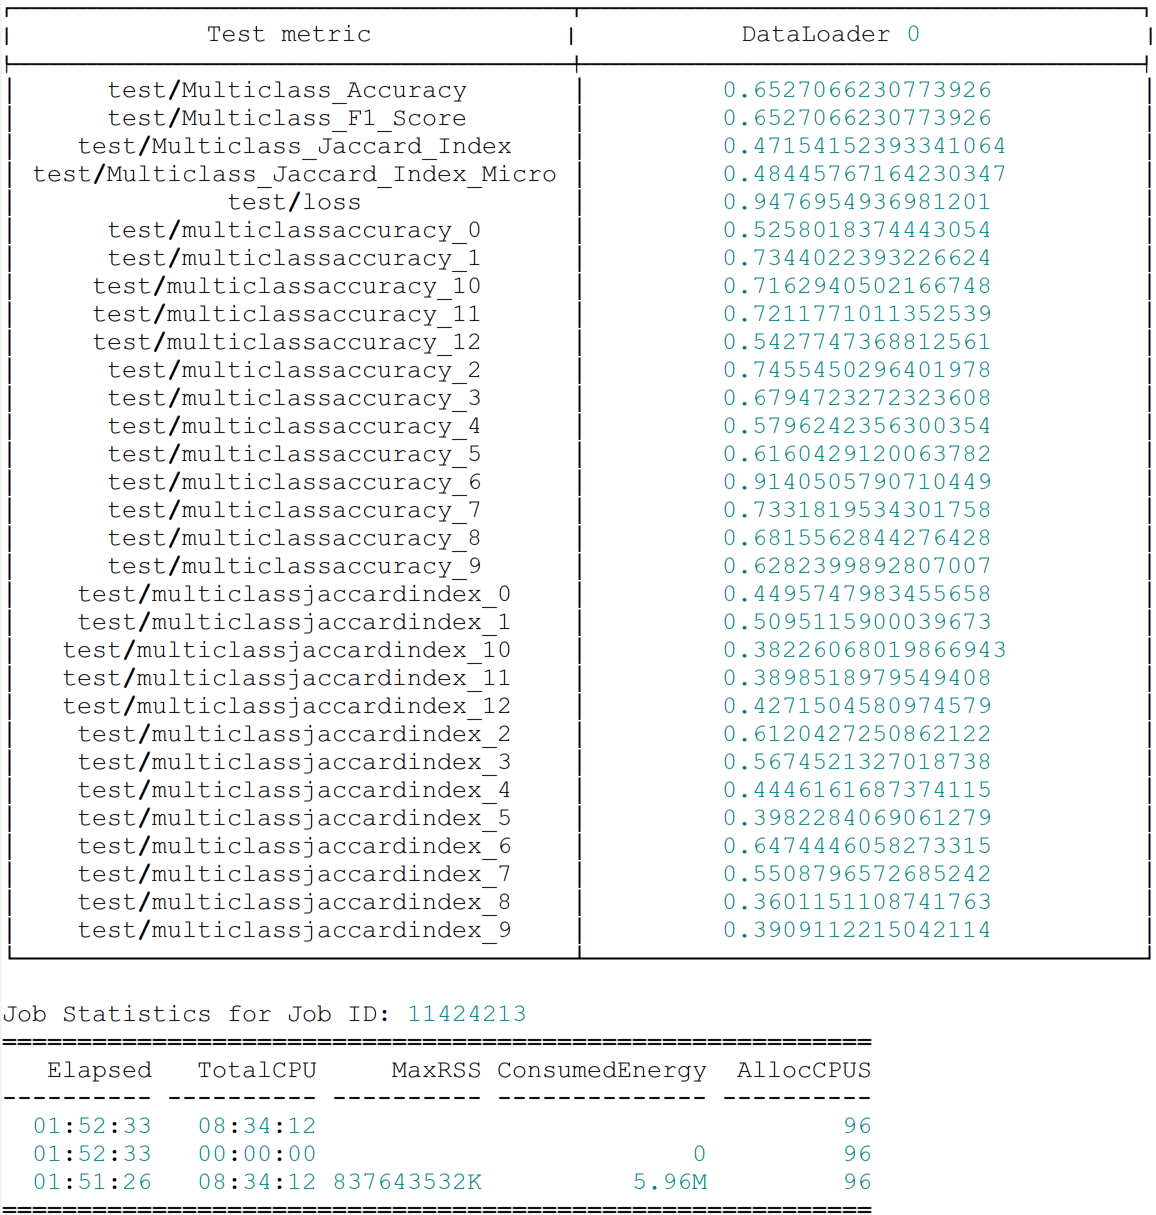 Test metric DataLoader 0
test/Multiclass_Accuracy 0.6527066230773926
test/Multiclass_F1_Score 0.6527066230773926
test/Multiclass_Jaccard_Index 0.47154152393341064
test/Multiclass_Jaccard_Index_Micro 0.48445767164230347
test/loss 0.9476954936981201
test/multiclassaccuracy_0 0.5258018374443054
test/multiclassaccuracy_1 0.7344022393226624
test/multiclassaccuracy_10 0.7162940502166748
test/multiclassaccuracy_11 0.7211771011352539
test/multiclassaccuracy_12 0.5427747368812561
test/multiclassaccuracy_2 0.7455450296401978
test/multiclassaccuracy_3 0.6794723272323608
test/multiclassaccuracy_4 0.5796242356300354
test/multiclassaccuracy_5 0.6160429120063782
test/multiclassaccuracy_6 0.9140505790710449
test/multiclassaccuracy_7 0.7331819534301758
test/multiclassaccuracy_8 0.6815562844276428
test/multiclassaccuracy_9 0.6282399892807007
test/multiclassjaccardindex_0 0.4495747983455658
test/multiclassjaccardindex_1 0.5095115900039673
test/multiclassjaccardindex_10 0.38226068019866943
test/multiclassjaccardindex_11 0.3898518979549408
test/multiclassjaccardindex_12 0.4271504580974579
test/multiclassjaccardindex_2 0.6120427250862122
test/multiclassjaccardindex_3 0.5674521327018738
test/multiclassjaccardindex_4 0.4446161687374115
test/multiclassjaccardindex_5 0.3982284069061279
test/multiclassjaccardindex_6 0.6474446058273315
test/multiclassjaccardindex_7 0.5508796572685242
test/multiclassjaccardindex_8 0.3601151108741763
test/multiclassjaccardindex_9 0.3909112215042114
Job Statistics for Job ID: 11424213
==========================================================
Elapsed TotalCPU MaxRSS ConsumedEnergy AllocCPUS
---------- ---------- ---------- -------------- ----------
01:52:33 08:34:12 96
01:52:33 00:00:00 0 96
01:51:26 08:34:12 837643532K 5.96M 96
==========================================================